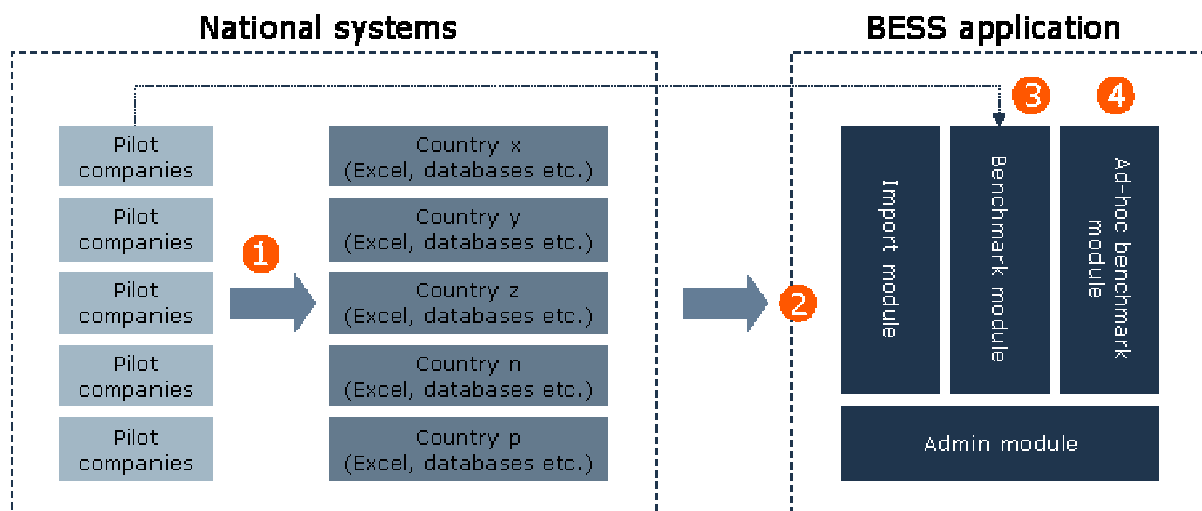 National systems
BESS application
3
4
Pilot
companies
Country x
(Excel, databases etc.)
Pilot
companies
Country y
(Excel, databases etc.)
1
Pilot
companies
Country z
(Excel, databases etc.)
2
Pilot
companies
Country n
(Excel, databases etc.)
Pilot
companies
Country p
(Excel, databases etc.)
Import module
Benchmark module
Ad-hoc benchmark
module
Admin module